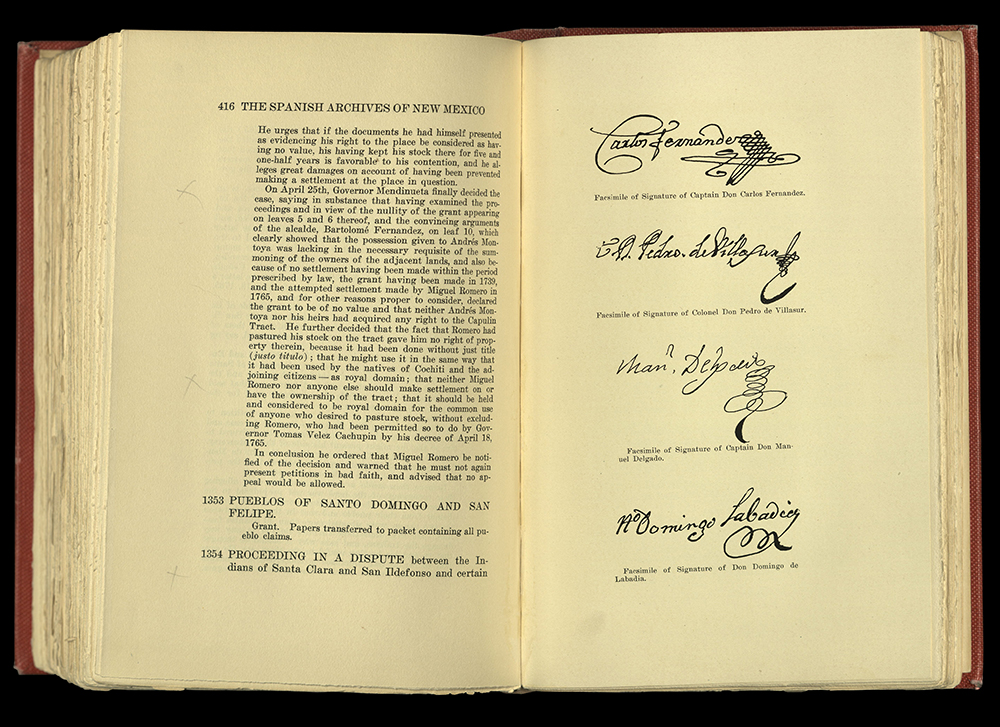 416 THE SPANISH ARCHIVES OF NEW MEXICO
He urges that if the documents he had himself presented
as evidencing his right to the place be considered as hav-
ing no value, his having kept his stock there for five and
one-half years is favorable to his contention, and he al-
leges great damages on account of having been prevented
making a settlement at the place in question.
On April 25th, Governor Mendinueta finally decided the
case, saying in substance that having examined the pro-
ceedings and in view of the nullity of the grant appearing
on leaves 5 and 6 thereof, and the convincing arguments
of the alcalde, Bartolomé Fernandez, on leaf 10, which
clearly showed that the possession given to Andrés Mon-
toya was lacking in the necessary requisite of the sum-
moning of the owners of the adjacent lands, and also be-
cause of no settlement having been made within the period
prescribed by law, the grant having been made in 1739,
and the attempted settlement made by Miguel Romero in
1765, and for other reasons proper to consider, declared
the grant to be of no value and that neither Andrés Mon-
toya nor his heirs had acquired any right to the Capulin
Tract. He further decided that the fact that Romero had
pastured his stock on the tract gave him no right of prop-
erty therein, because it had been done without just title
(justo titulo); that he might use it in the same way that
it had been used by the natives of Cochiti and the ad-
joining citizens — as royal domain; that neither Miguel
Romero nor anyone else should make settlement on or
have the ownership of the tract; that it should be held
and considered to be royal domain for the common use
of anyone who desired to pasture stock, without exclud-
ing Romero, who had been permitted so to do by Gov-
ernor Tomas Velez Cachupin by his decree of April 18,
1765.
In conclusion he ordered that Miguel Romero be noti-
fied of the decision and warned that he must not again
present petitions in bad faith, and advised that no ap-
peal would be allowed.
1353 PUEBLOS OF SANTO DOMINGO AND SAN
FELIPE.
Grant. Papers transferred to packet containing all pu-
eblo claims.
1354 PROCEEDING IN A DISPUTE between the In-
dians of Santa Clara and San Ildefonso and certain
Carlos Fernandez
Facsimile of Signature of Captain Don Carlos Fernandez.
D. Pedro de Villasur
Facsimile of Signature of Colonel Don Pedro de Villasur.
Manl. Delgado
Facsimile of Signature of Captain Don Man-
uel Delgado.
Domingo Labadia
Facsimile of Signature of Don Domingo de
Labadia.